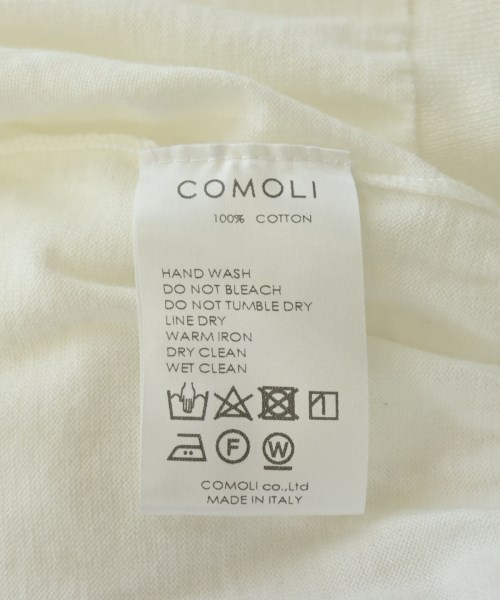 COMOLI
100% COTTON
HAND WASH
DO NOT BLEACH
DO NOT TUMBLE DRY
LINE DRY
WARM IRON
DRY CLEAN
WET CLEAN
F W
COMOLI co.,Ltd
MADE IN ITALY